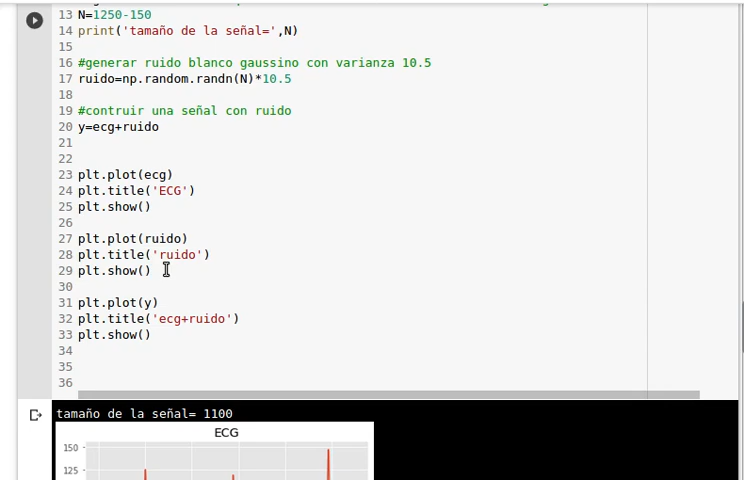 13 N=1250-150
14 print('tamaño de la señal=',N)
15
16 #generar ruido blanco gaussino con varianza 10.5
17 ruido=np.random.randn(N)*10.5
18
19 #contruir una señal con ruido
20 y=ecg+ruido
21
22
23 plt.plot(ecg)
24 plt.title('ECG')
25 plt.show()
26
27 plt.plot(ruido)
28 plt.title('ruido')
29 plt.show()
30
31 plt.plot(y)
32 plt.title('ecg+ruido')
33 plt.show()
34
35
36
tamaño de la señal= 1100
ECG
150
125